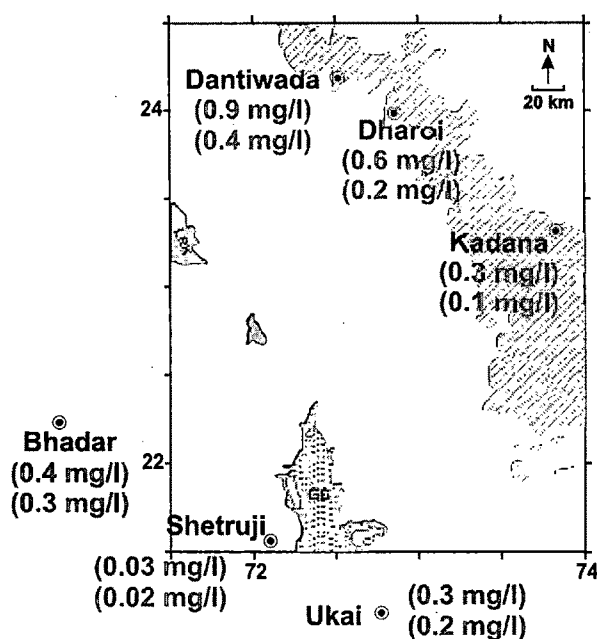 N
20 km
Dantiwada
(0.9 mg/l)
(0.4 mg/l)
24
Dharoi
(0.6 mg/l)
(0.2 mg/l)
Kadana
(0.3 mg/l)
(0.1 mg/l)
Bhadar
(0.4 mg/l)
(0.3 mg/l)
22
Shetruji
(0.03 mg/l)
(0.02 mg/l)
72
74
Ukai
(0.3 mg/l)
(0.2 mg/l)